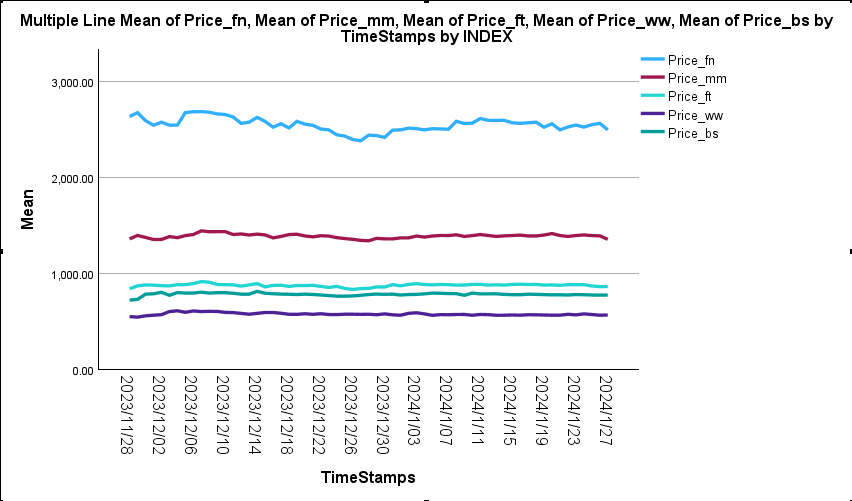 Multiple Line Mean of Price_fn, Mean of Price_mm, Mean of Price_ft, Mean of Price_ww, Mean of Price_bs by
TimeStamps by INDEX
Price_fn
Price_mm
Price_ft
Price_ww
Price_bs
3,000.00
2,000.00
1,000.00
0.00
Mean
2023/11/28
2023/12/02
2023/12/06
2023/12/10
2023/12/14
2023/12/18
2023/12/22
2023/12/26
2023/12/30
2024/1/03
2024/1/07
2024/1/11
2024/1/15
2024/1/19
2024/1/23
2024/1/27
TimeStamps